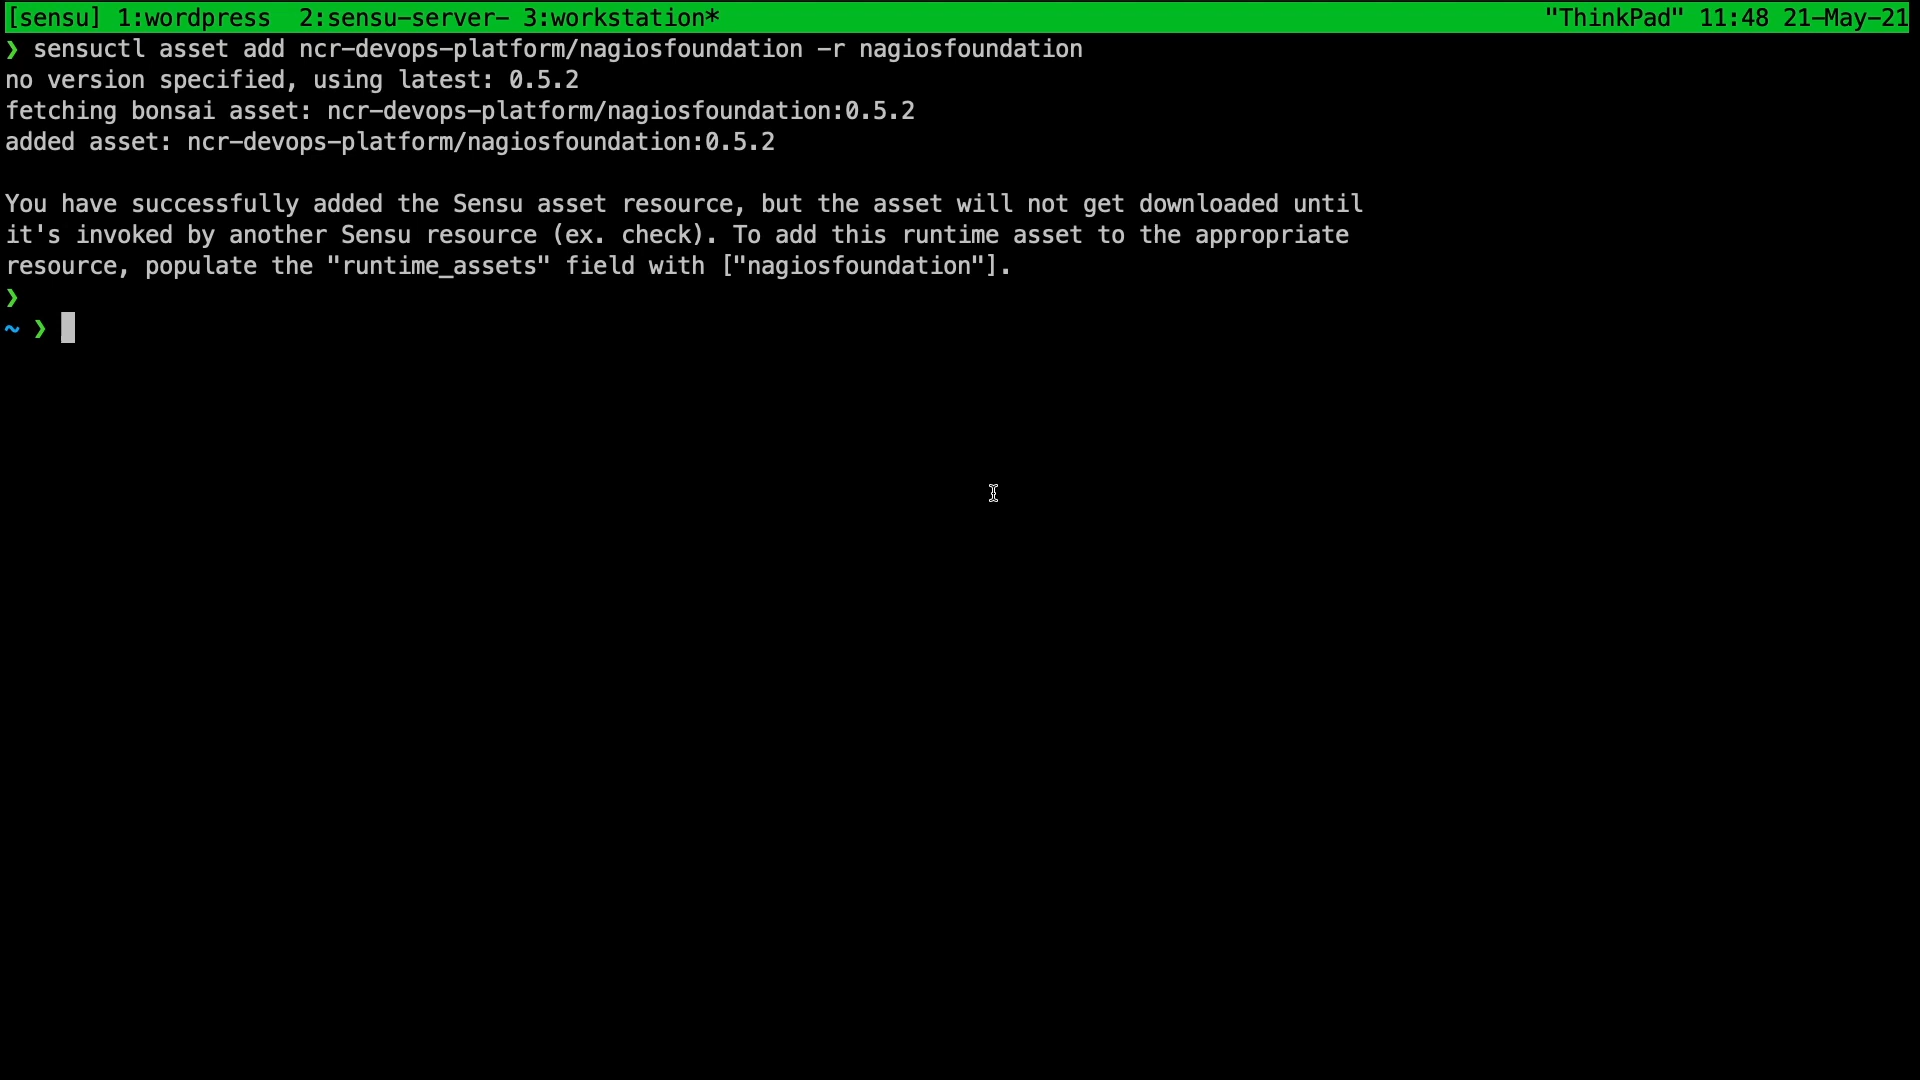 [sensu] 1:wordpress  2:sensu-server- 3:workstation* "ThinkPad" 11:48 21-May-21
❯ sensuctl asset add ncr-devops-platform/nagiosfoundation -r nagiosfoundation
no version specified, using latest: 0.5.2
fetching bonsai asset: ncr-devops-platform/nagiosfoundation:0.5.2
added asset: ncr-devops-platform/nagiosfoundation:0.5.2
You have successfully added the Sensu asset resource, but the asset will not get downloaded until
it's invoked by another Sensu resource (ex. check). To add this runtime asset to the appropriate
resource, populate the "runtime_assets" field with ["nagiosfoundation"].
❯
~ ❯